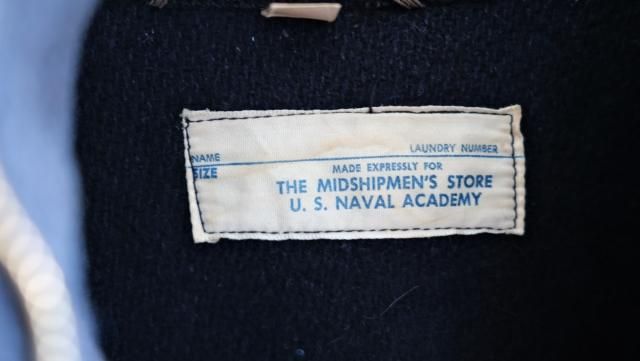 NAME LAUNDRY NUMBER
SIZE MADE EXPRESSLY FOR
THE MIDSHIPMEN'S STORE
U. S. NAVAL ACADEMY